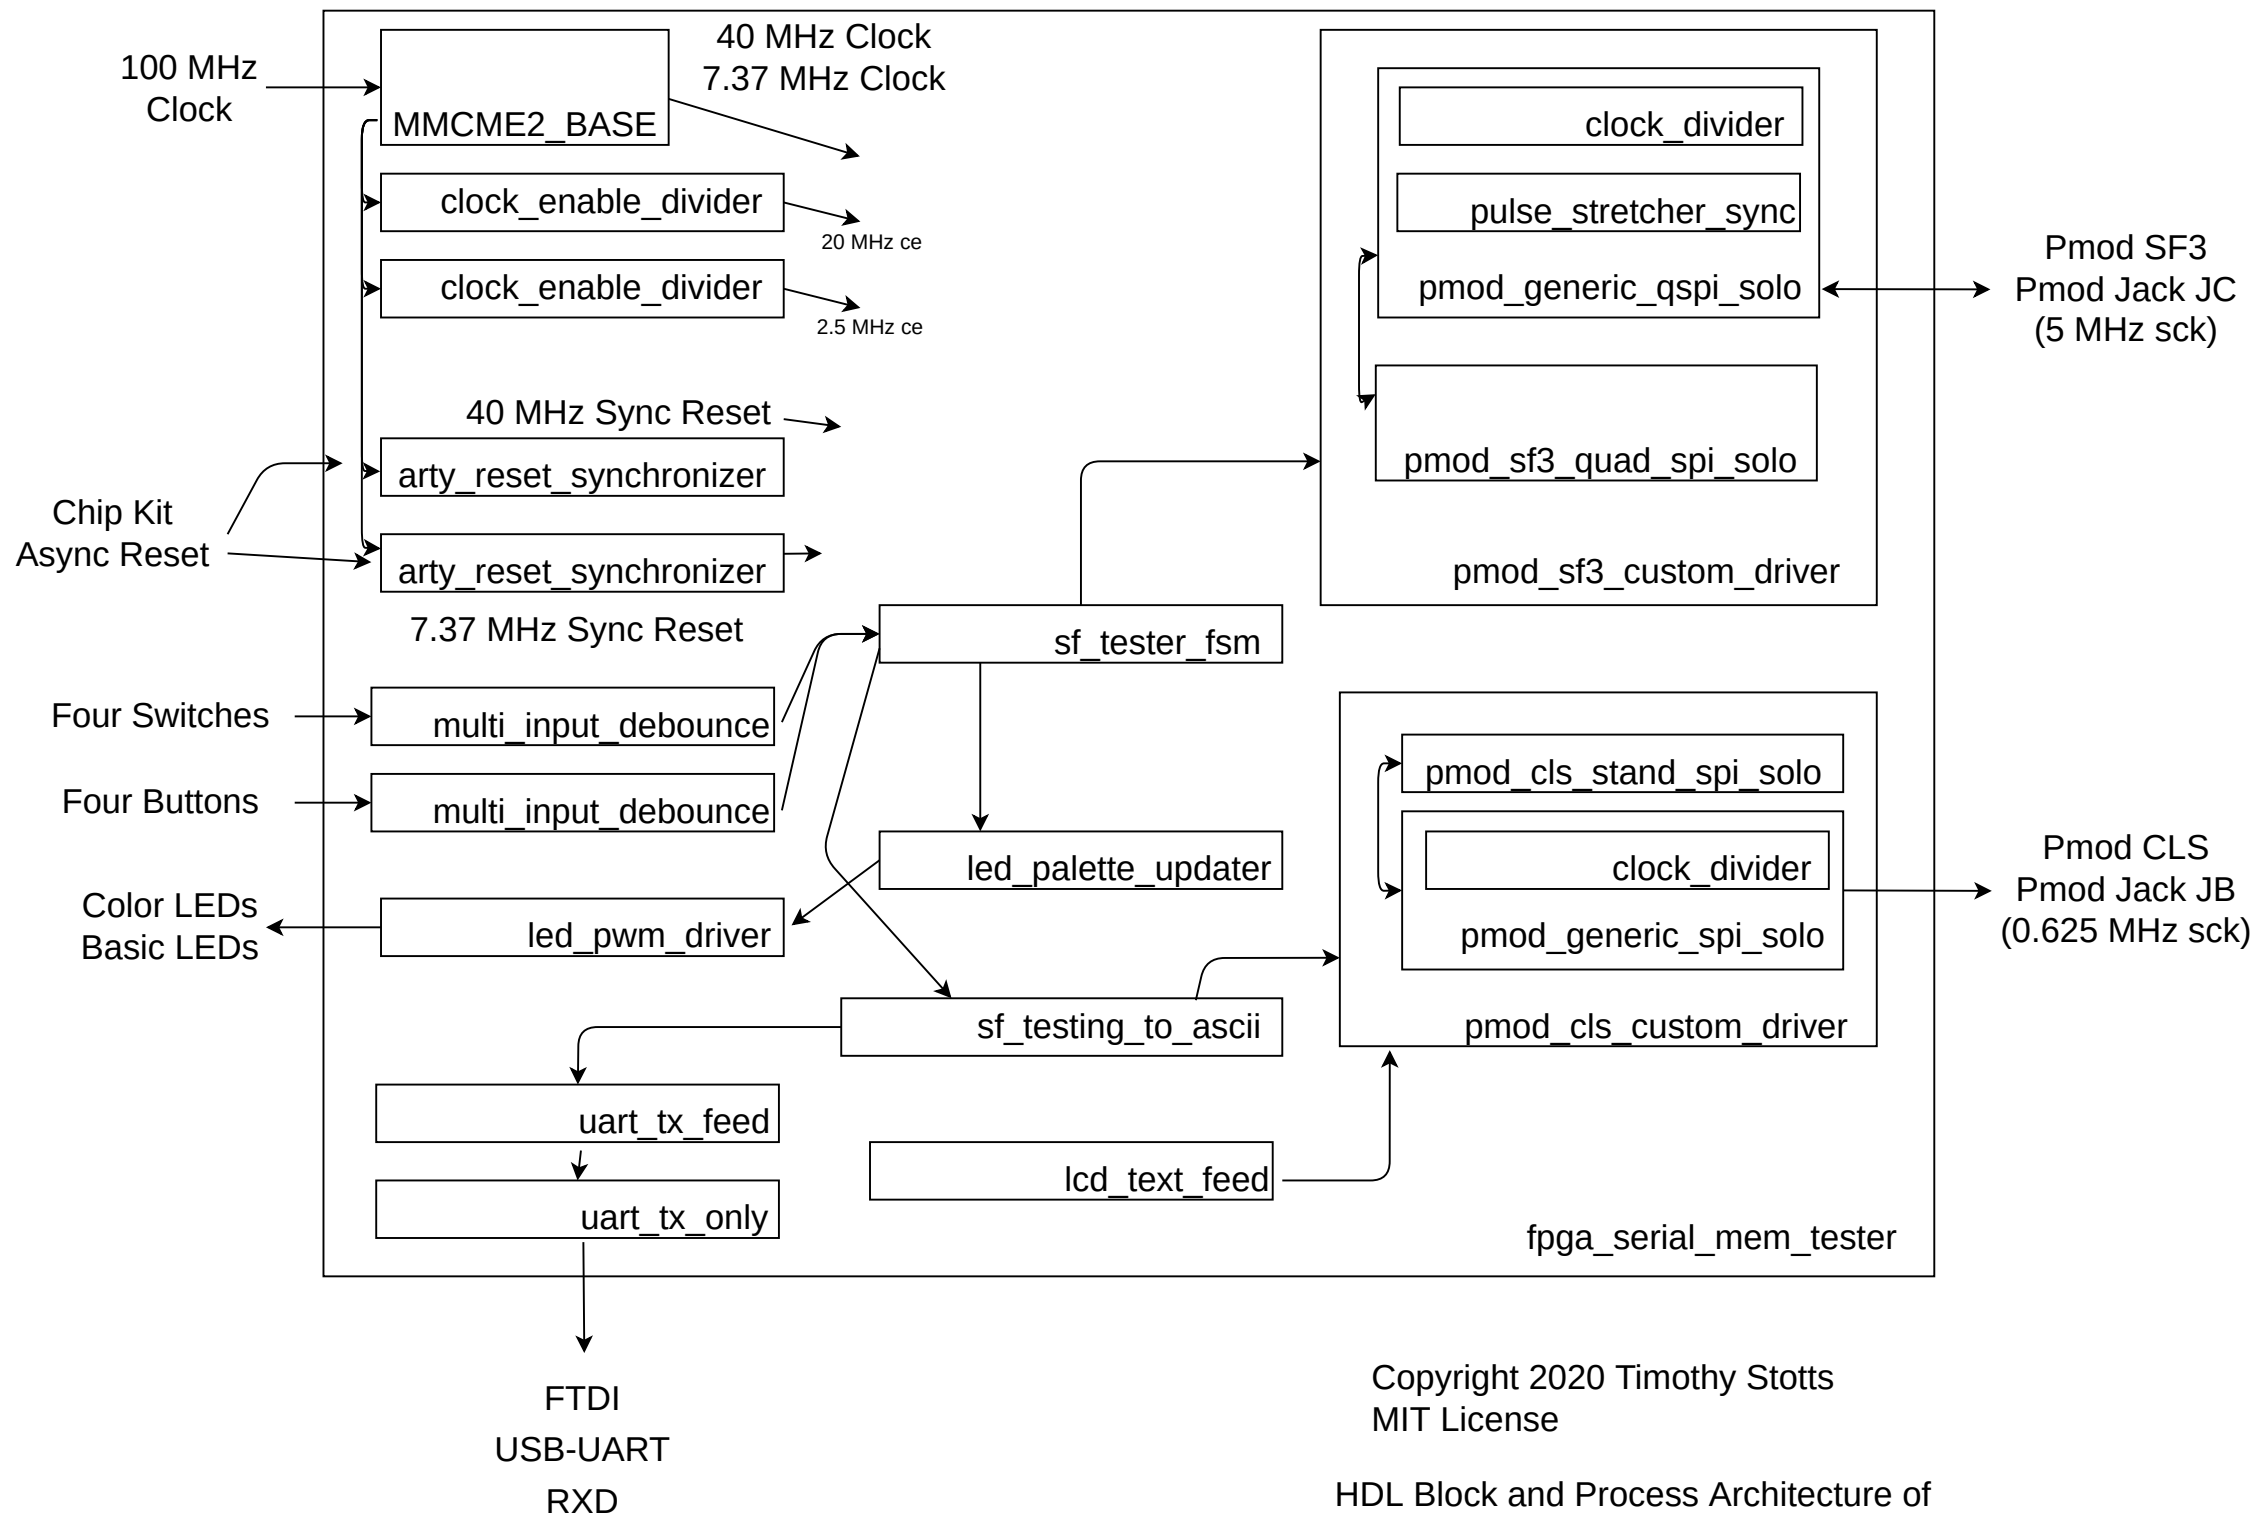 40 MHz Clock
7.37 MHz Clock
100 MHz
Clock
MMCME2_BASE
clock_enable_divider
20 MHz ce
clock_enable_divider
2.5 MHz ce
40 MHz Sync Reset
arty_reset_synchronizer
Chip Kit
Async Reset
arty_reset_synchronizer
7.37 MHz Sync Reset
Four Switches
multi_input_debounce
Four Buttons
multi_input_debounce
Color LEDs
Basic LEDs
led_pwm_driver
sf_tester_fsm
led_palette_updater
sf_testing_to_ascii
uart_tx_feed
uart_tx_only
lcd_text_feed
clock_divider
pulse_stretcher_sync
pmod_generic_qspi_solo
pmod_sf3_quad_spi_solo
pmod_sf3_custom_driver
Pmod SF3
Pmod Jack JC
(5 MHz sck)
pmod_cls_stand_spi_solo
clock_divider
pmod_generic_spi_solo
pmod_cls_custom_driver
Pmod CLS
Pmod Jack JB
(0.625 MHz sck)
fpga_serial_mem_tester
FTDI
USB-UART
RXD
Copyright 2020 Timothy Stotts
MIT License
HDL Block and Process Architecture of